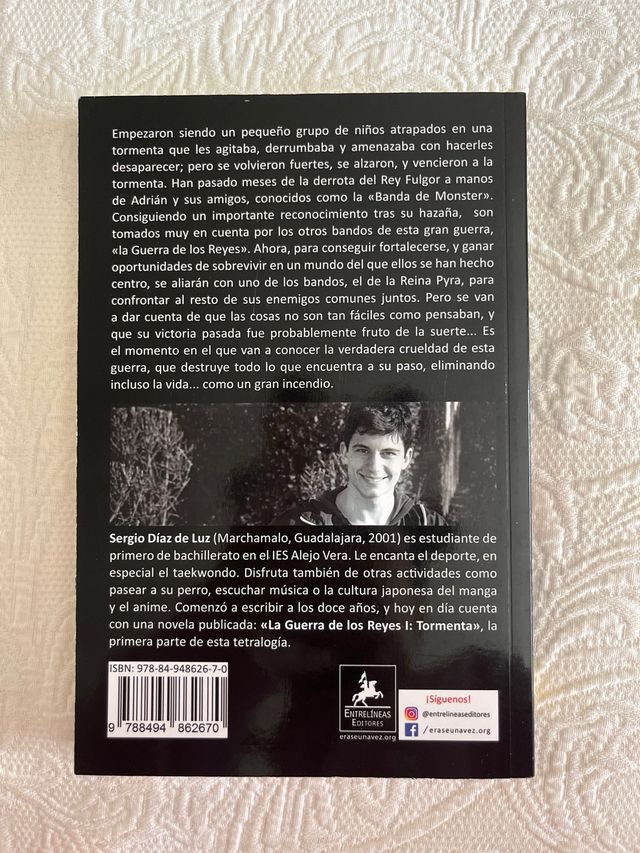 Empezaron siendo un pequeño grupo de niños atrapados en una
tormenta que les agitaba, derrumbaba y amenazaba con hacerles
desaparecer; pero se volvieron fuertes, se alzaron, y vencieron a la
tormenta. Han pasado meses de la derrota del Rey Fulgor a manos
de Adrián y sus amigos, conocidos como la «Banda de Monster».
Consiguiendo un importante reconocimiento tras su hazaña, son
tomados muy en cuenta por los otros bandos de esta gran guerra,
«la Guerra de los Reyes». Ahora, para conseguir fortalecerse, y ganar
oportunidades de sobrevivir en un mundo del que ellos se han hecho
centro, se aliarán con uno de los bandos, el de la Reina Pyra, para
confrontar al resto de sus enemigos comunes juntos. Pero se van
a dar cuenta de que las cosas no son tan fáciles como pensaban, y
que su victoria pasada fue probablemente fruto de la suerte... Es
el momento en el que van a conocer la verdadera crueldad de esta
guerra, que destruye todo lo que encuentra a su paso, eliminando
incluso la vida... como un gran incendio.
Sergio Díaz de Luz (Marchamalo, Guadalajara, 2001) es estudiante de
primero de bachillerato en el IES Alejo Vera. Le encanta el deporte, en
especial el taekwondo. Disfruta también de otras actividades como
pasear a su perro, escuchar música o la cultura japonesa del manga
y el anime. Comenzó a escribir a los doce años, y hoy en día cuenta
con una novela publicada: «La Guerra de los Reyes I: Tormenta», la
primera parte de esta tetralogía.
ISBN: 978-84-948626-7-0
9 788494 862670
ENTRELÍNEAS
EDITORES
eraseunavez.org
¡Síguenos!
@entrelineaseditores
/eraseunavez.org